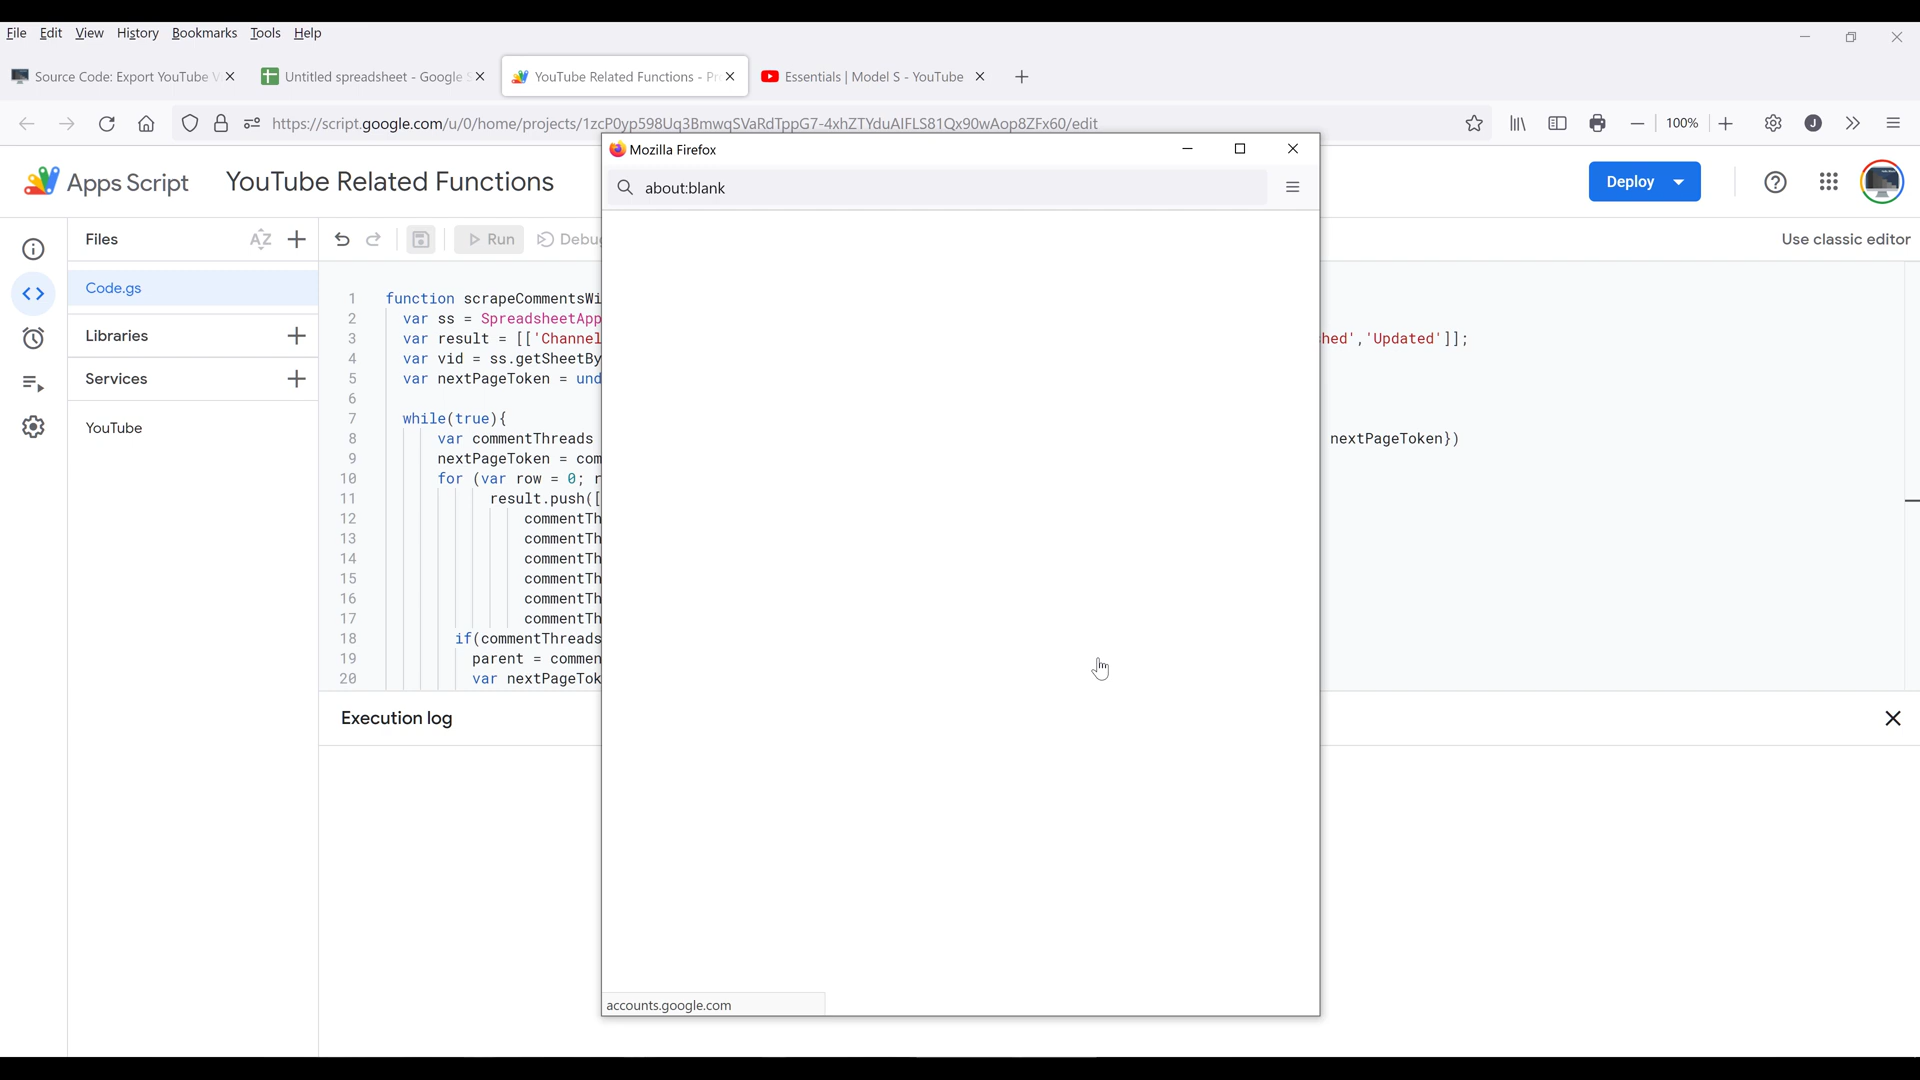 File Edit View History Bookmarks Tools Help
Source Code: Export YouTube V
Untitled spreadsheet - Google S
YouTube Related Functions - Pr
Essentials | Model S - YouTube
https://script.google.com/u/0/home/projects/1zcP0yp598Uq3BmwqSVaRdTppG7-4xhZTYduAIFLS81Qx90wAop8ZFx60/edit
100%
J
Mozilla Firefox
about:blank
Apps Script
YouTube Related Functions
Deploy
Files
AZ
Run
Debu
Use classic editor
Code.gs
Libraries
Services
YouTube
1 function scrapeCommentsWi
2 var ss = SpreadsheetApp
3 var result = [['Channel hed','Updated']];
4 var vid = ss.getSheetBy
5 var nextPageToken = und
6
7 while(true){
8 var commentThreads nextPageToken})
9 nextPageToken = com
10 for (var row = 0; r
11 result.push([
12 commentTh
13 commentTh
14 commentTh
15 commentTh
16 commentTh
17 commentTh
18 if(commentThreads
19 parent = commen
20 var nextPageTok
Execution log
accounts.google.com